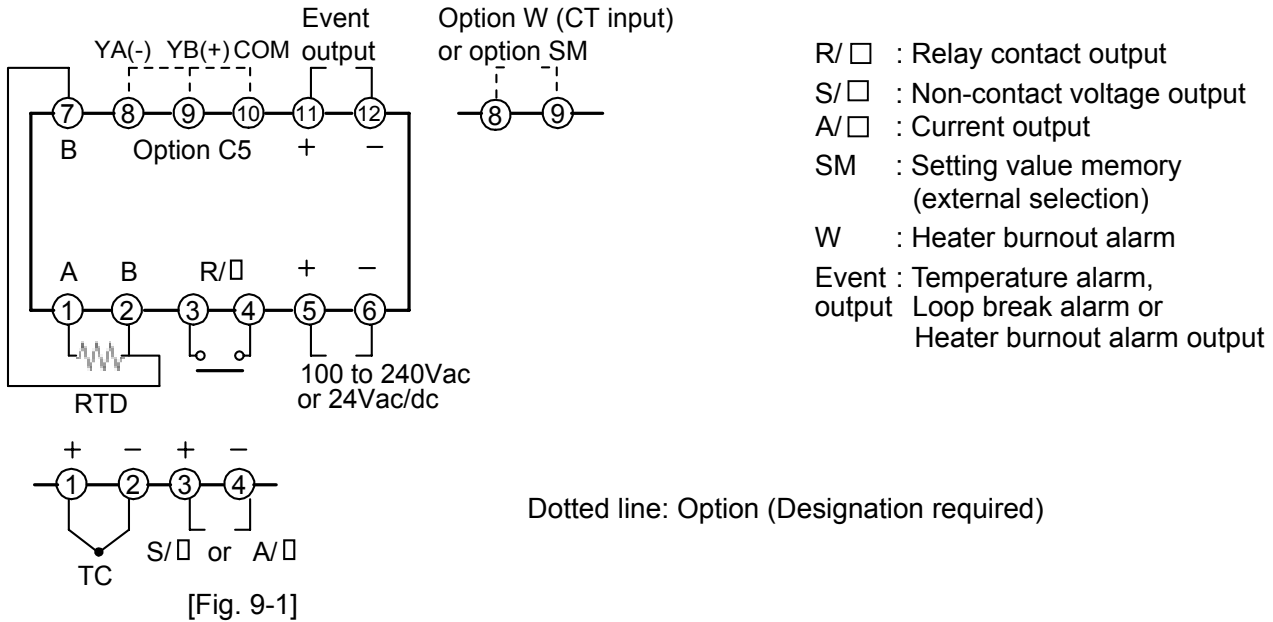 Event
output
Option W (CT input)
or option SM
YA(-) YB(+) COM
7 8 9 10 11 12
B Option C5 + −
8 9
A B R/□ + −
1 2 3 4 5 6
RTD
100 to 240Vac
or 24Vac/dc
+ − + −
1 2 3 4
S/□ or A/□
TC
[Fig. 9-1]
R/□ : Relay contact output
S/□ : Non-contact voltage output
A/□ : Current output
SM : Setting value memory
(external selection)
W : Heater burnout alarm
Event : Temperature alarm,
output Loop break alarm or
Heater burnout alarm output
Dotted line: Option (Designation required)